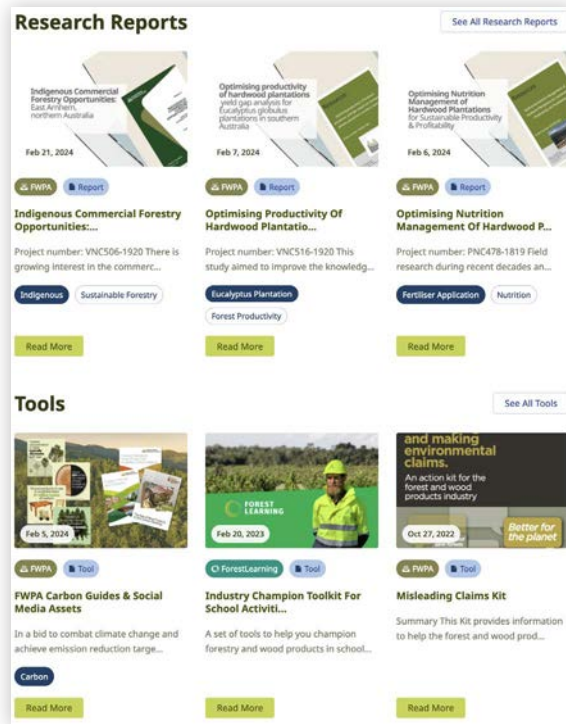 Research Reports
See All Research Reports
Indigenous Commercial
Forestry Opportunities:
East Arnhem,
northern Australia
Feb 21, 2024
FWPA
Report
Indigenous Commercial Forestry
Opportunities:...
Project number: VNC506-1920 There is
growing interest in the commerc...
Indigenous
Sustainable Forestry
Read More
Optimising productivity
of hardwood plantations
yield gap analysis for
Eucalyptus globulus
plantations in southern
Australia
Feb 7, 2024
FWPA
Report
Optimising Productivity Of
Hardwood Plantatio...
Project number: VNC516-1920 This
study aimed to improve the knowledg...
Eucalyptus Plantation
Forest Productivity
Read More
Optimising Nutrition
Management of
Hardwood Plantations
for Sustainable Productivity
& Profitability
Feb 6, 2024
FWPA
Report
Optimising Nutrition
Management Of Hardwood P...
Project number: PNC478-1819 Field
research during recent decades an...
Fertiliser Application
Nutrition
Read More
Tools
See All Tools
Feb 5, 2024
FWPA
Tool
FWPA Carbon Guides & Social
Media Assets
In a bid to combat climate change and
achieve emission reduction targe...
Carbon
Read More
FOREST
LEARNING
Feb 20, 2023
ForestLearning
Tool
Industry Champion Toolkit For
School Activiti...
A set of tools to help you champion
forestry and wood products in school...
Read More
and making
environmental
claims.
An action kit for the
forest and wood
products industry
Better for
the planet
Oct 27, 2022
FWPA
Tool
Misleading Claims Kit
Summary This Kit provides information
to help the forest and wood prod...
Read More